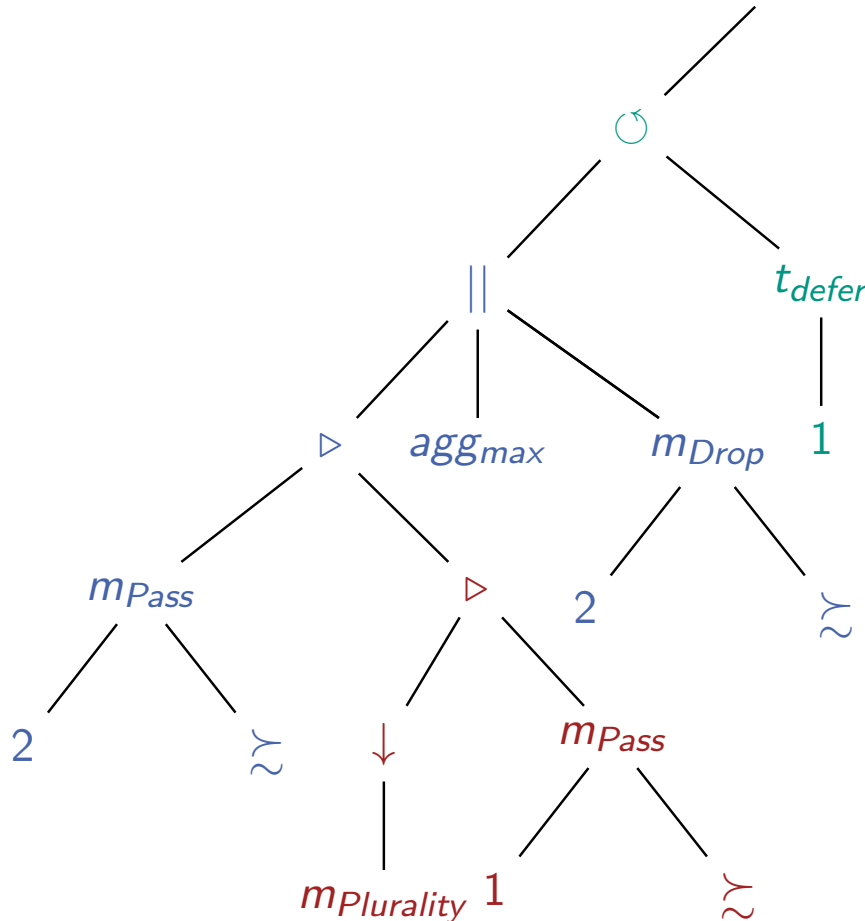 ↺
||
t_defer
▷ agg_max m_Drop 1
m_Pass ▷ 2 ≿
2 ≿ ↓ m_Pass
m_Plurality 1 ≿